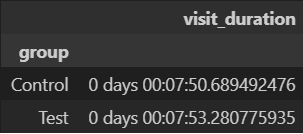 visit_duration
group
Control 0 days 00:07:50.689492476
Test 0 days 00:07:53.280775935